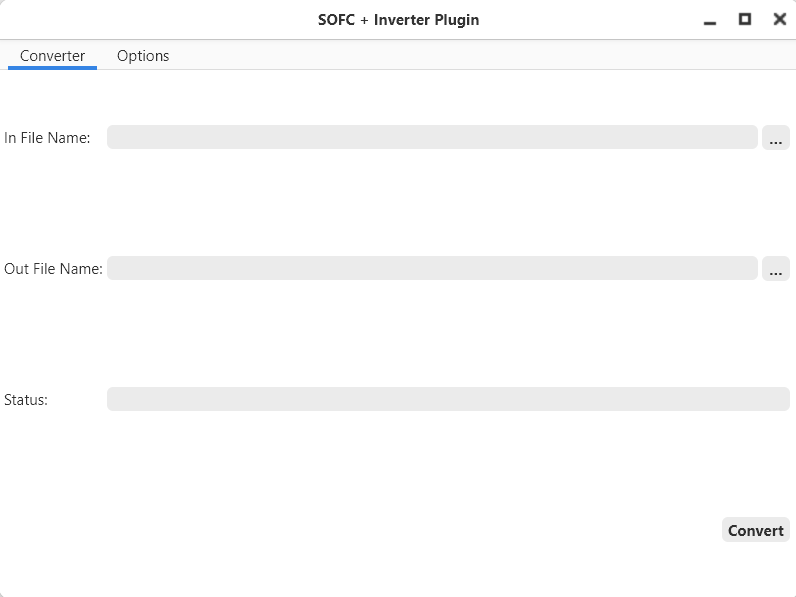 SOFC + Inverter Plugin
Converter Options
In File Name: ...
Out File Name: ...
Status:
Convert